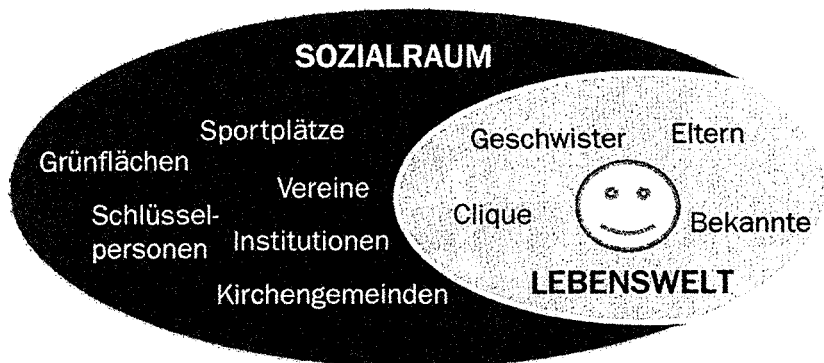 SOZIALRAUM
Sportplätze
Grünflächen
Vereine
Schlüssel-
personen
Institutionen
Kirchengemeinden
Geschwister
Eltern
Clique
Bekannte
LEBENSWELT